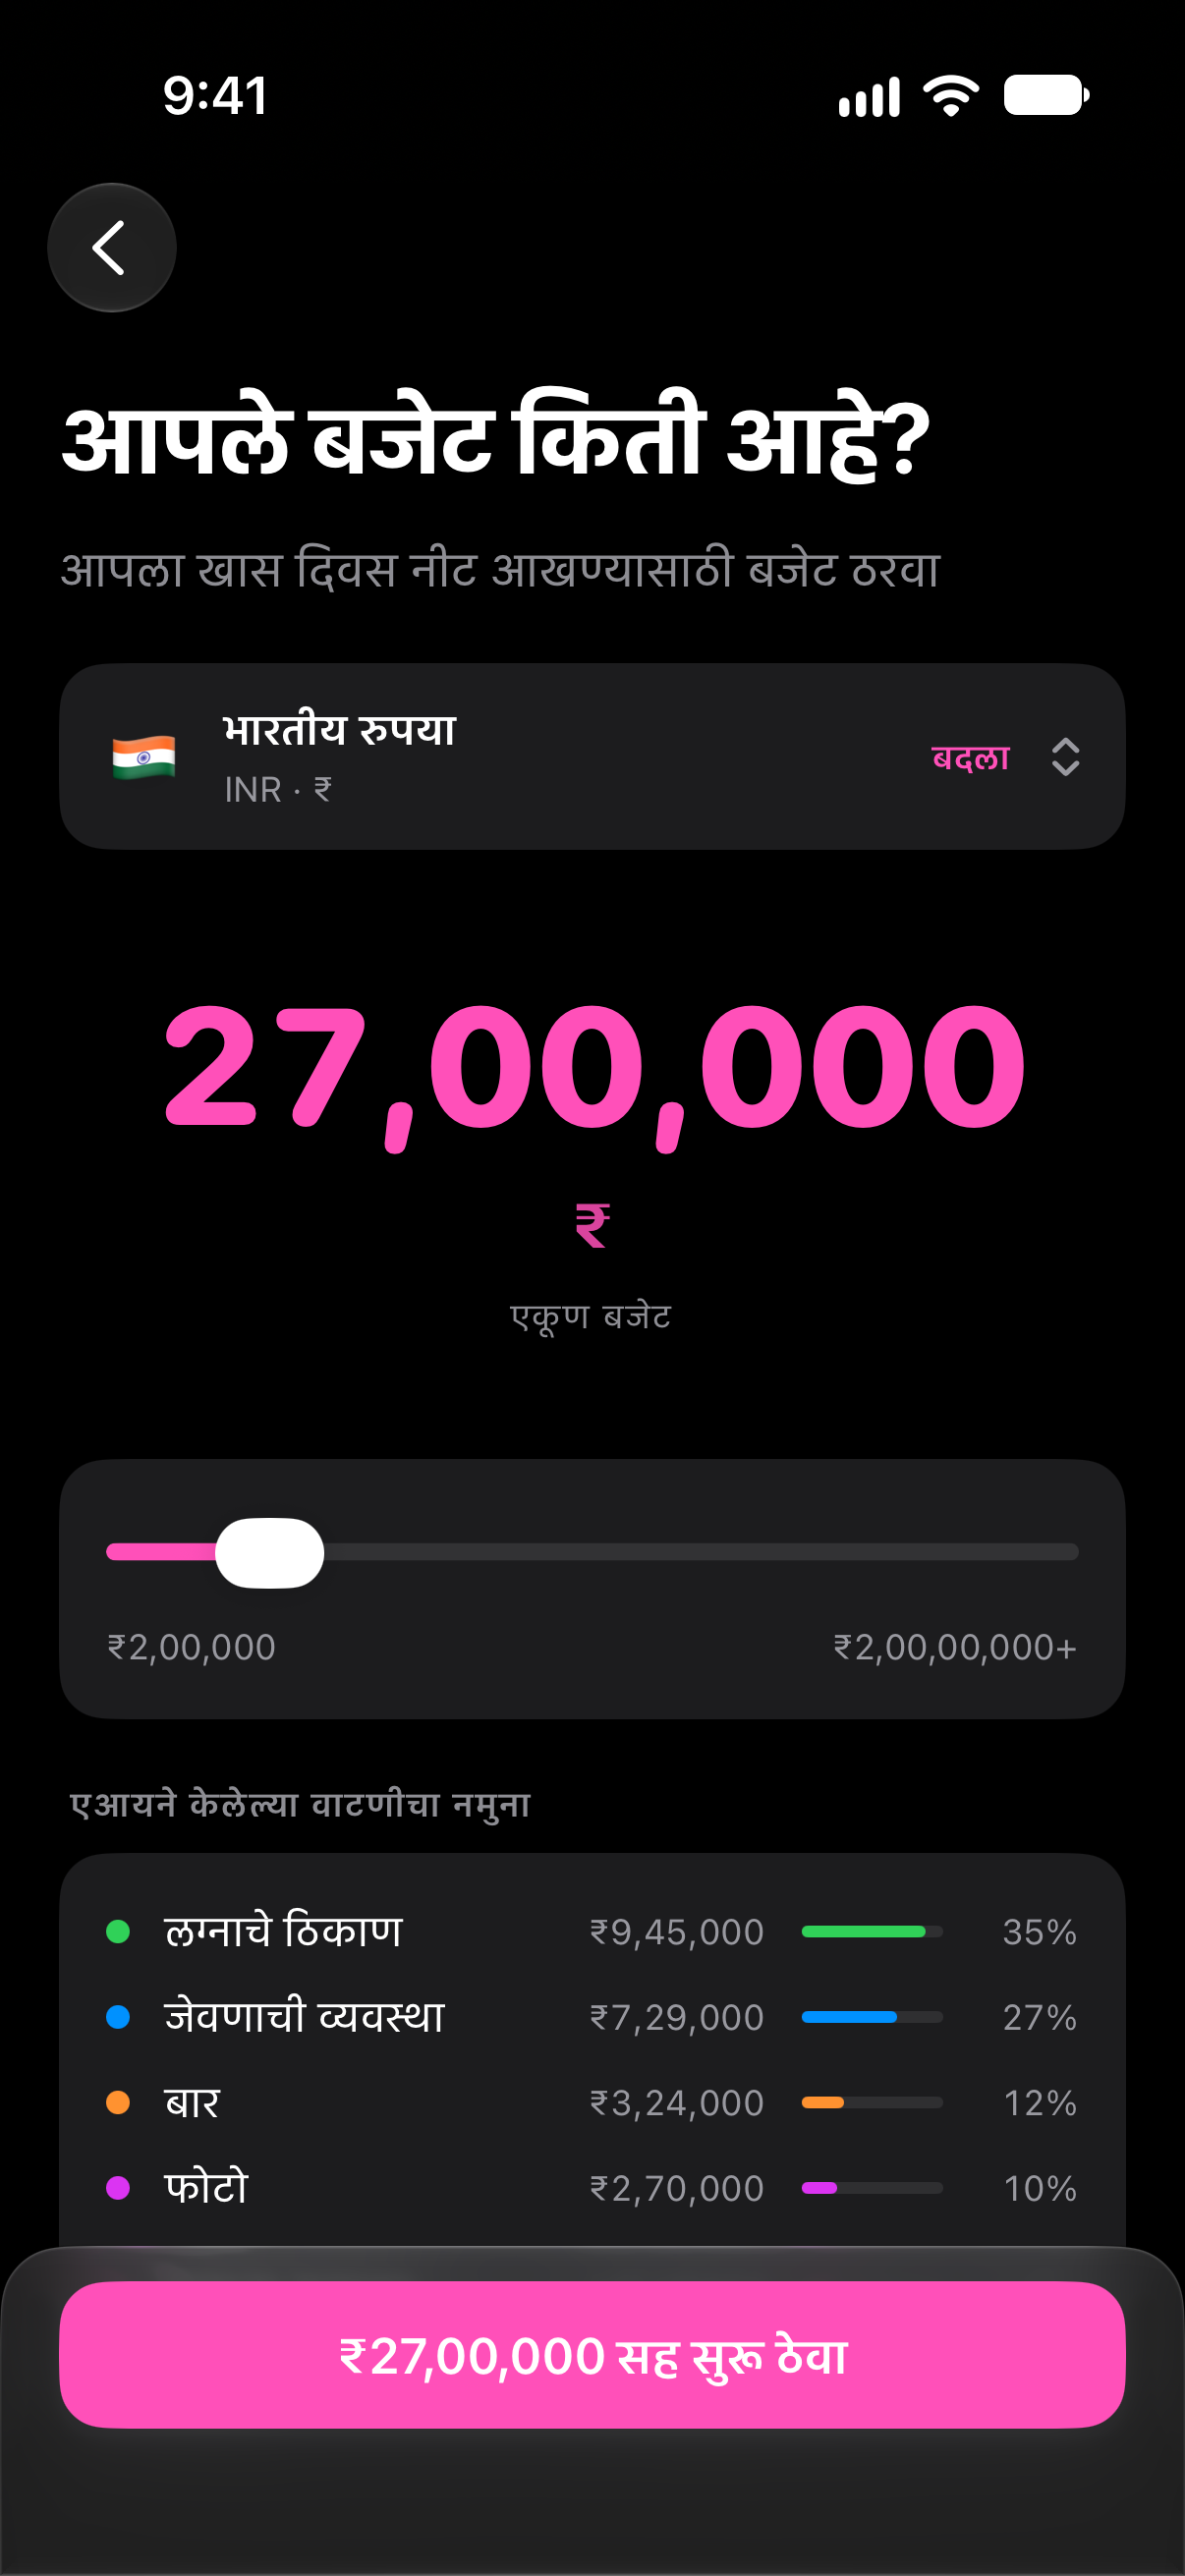 9:41
आपले बजेट किती आहे?
आपला खास दिवस नीट आखण्यासाठी बजेट ठरवा
भारतीय रुपया
INR · ₹
बदला
27,00,000
₹
एकूण बजेट
₹2,00,000 ₹2,00,00,000+
एआयने केलेल्या वाटणीचा नमुना
लग्नाचे ठिकाण ₹9,45,000 35%
जेवणाची व्यवस्था ₹7,29,000 27%
बार ₹3,24,000 12%
फोटो ₹2,70,000 10%
₹27,00,000 सह सुरू ठेवा